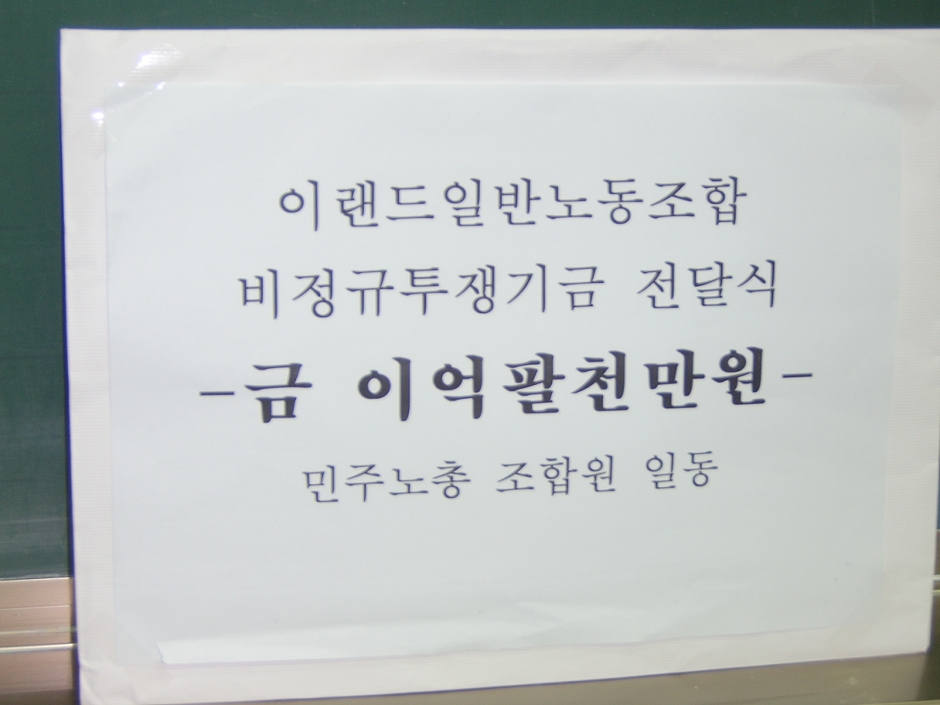 이랜드일반노동조합
비정규투쟁기금 전달식
-금 이억팔천만원-
민주노총 조합원 일동